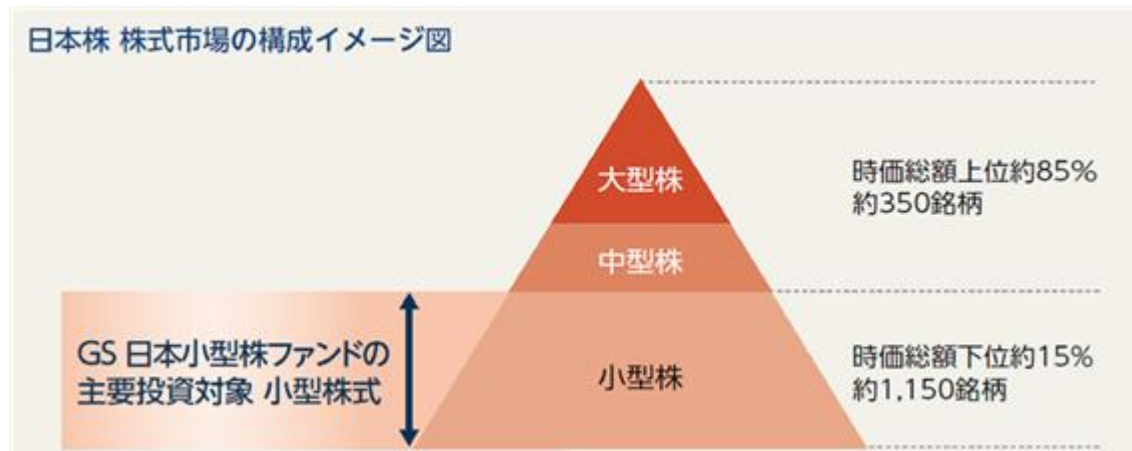 日本株 株式市場の構成イメージ図
大型株
時価総額上位約85%
約350銘柄
中型株
GS 日本小型株ファンドの
主要投資対象 小型株式
小型株
時価総額下位約15%
約1,150銘柄